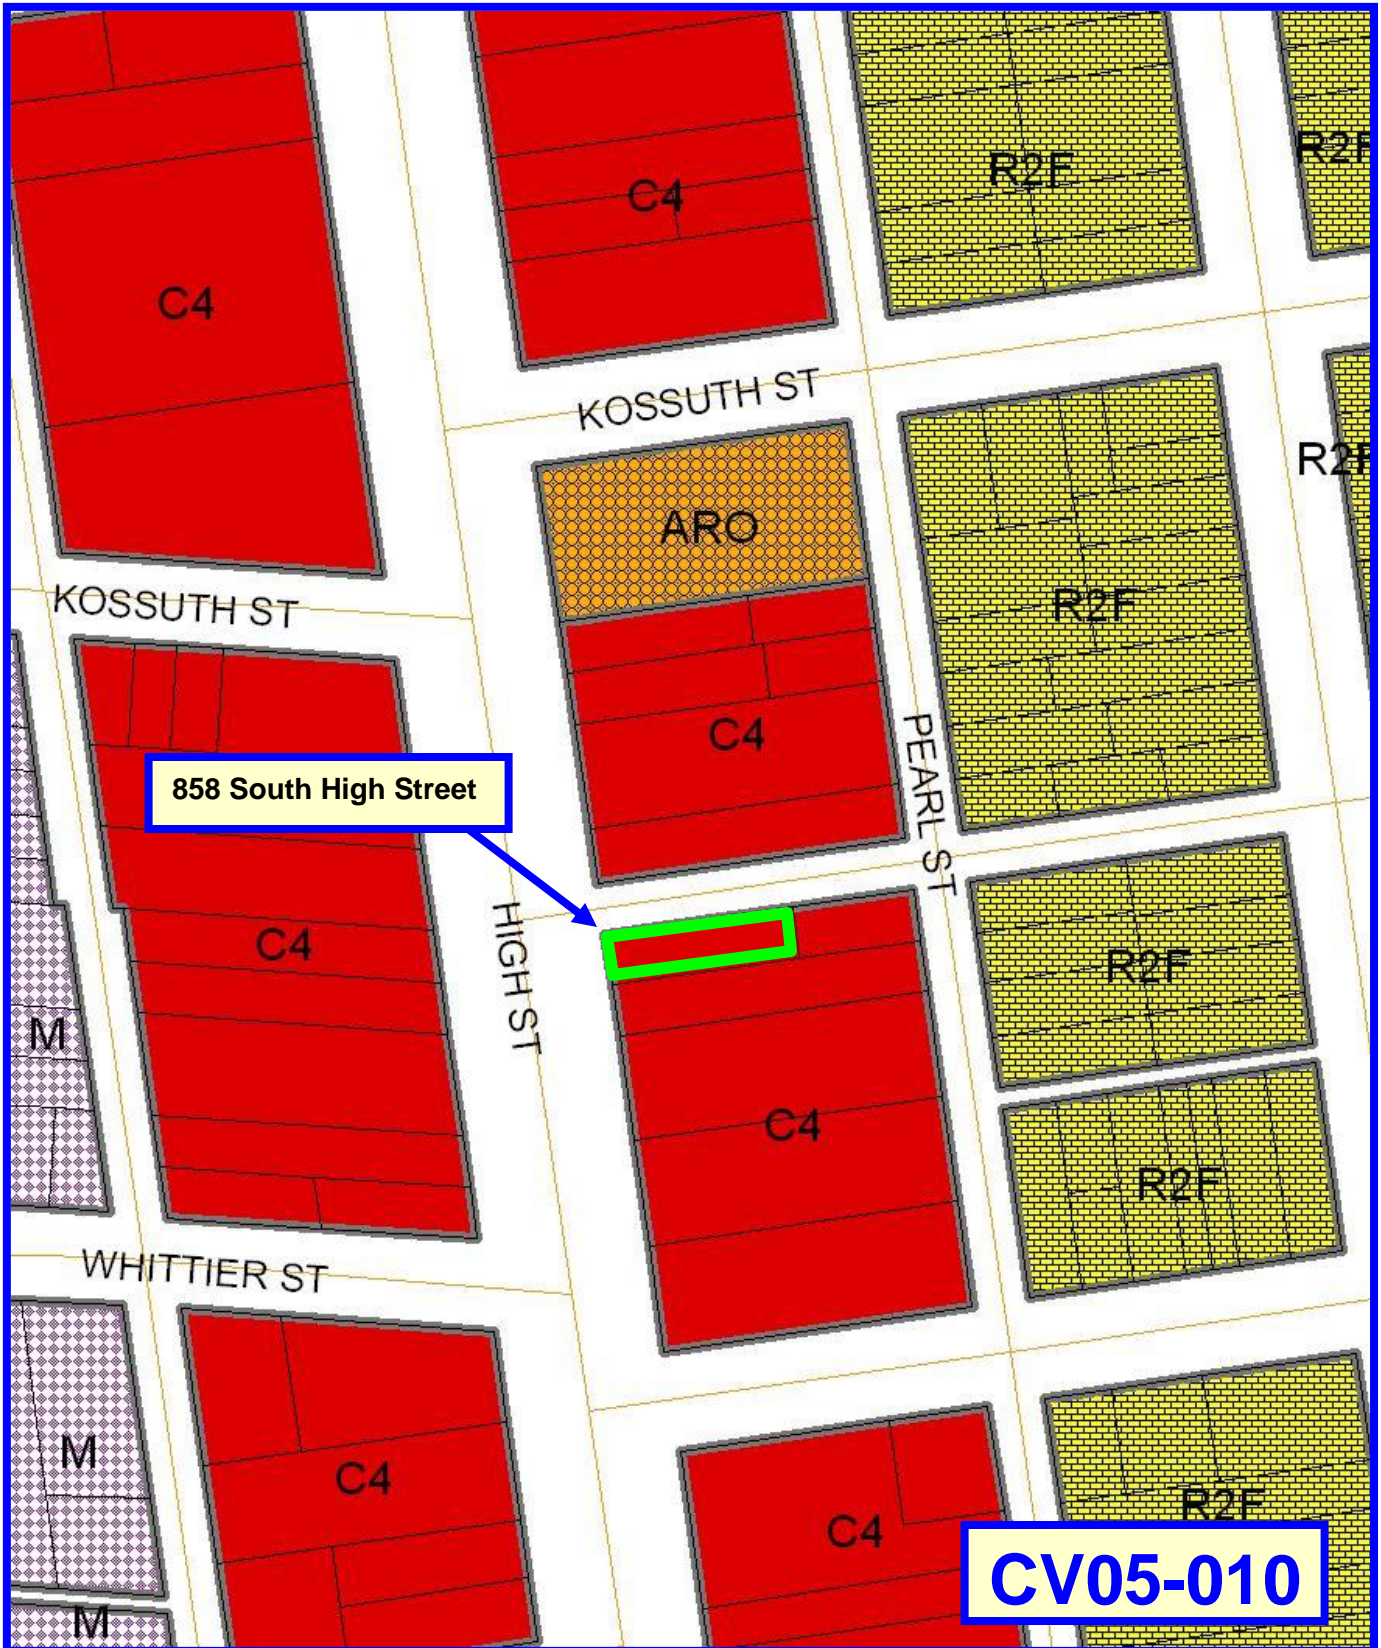 R2F
R2F
C4
C4
KOSSUTH ST
R2F
ARO
KOSSUTH ST
R2F
C4
PEARL ST
858 South High Street
HIGH ST
C4
R2F
M
C4
R2F
WHITTIER ST
M
C4
R2F
C4
CV05-010
M